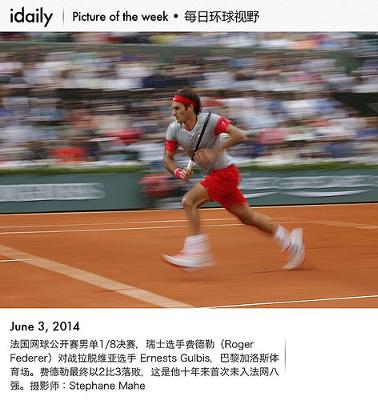 idaily Picture of the week • 每日环球视野
June 3, 2014
法国网球公开赛男单1/8决赛，瑞士选手费德勒（Roger
Federer）对战拉脱维亚选手 Ernests Gulbis，巴黎加洛斯体
育场。费德勒最终以2比3落败，这是他十年来首次未入法网八
强。摄影师：Stephane Mahe